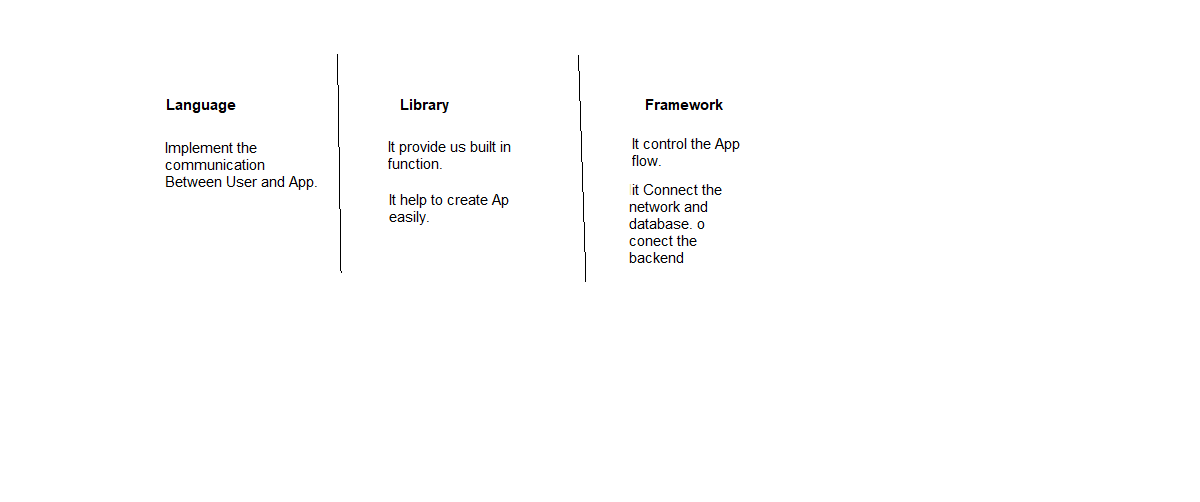 Language
Implement the
communication
Between User and App.
Library
It provide us built in
function.
It help to create Ap
easily.
Framework
It control the App
flow.
it Connect the
network and
database. o
conect the
backend